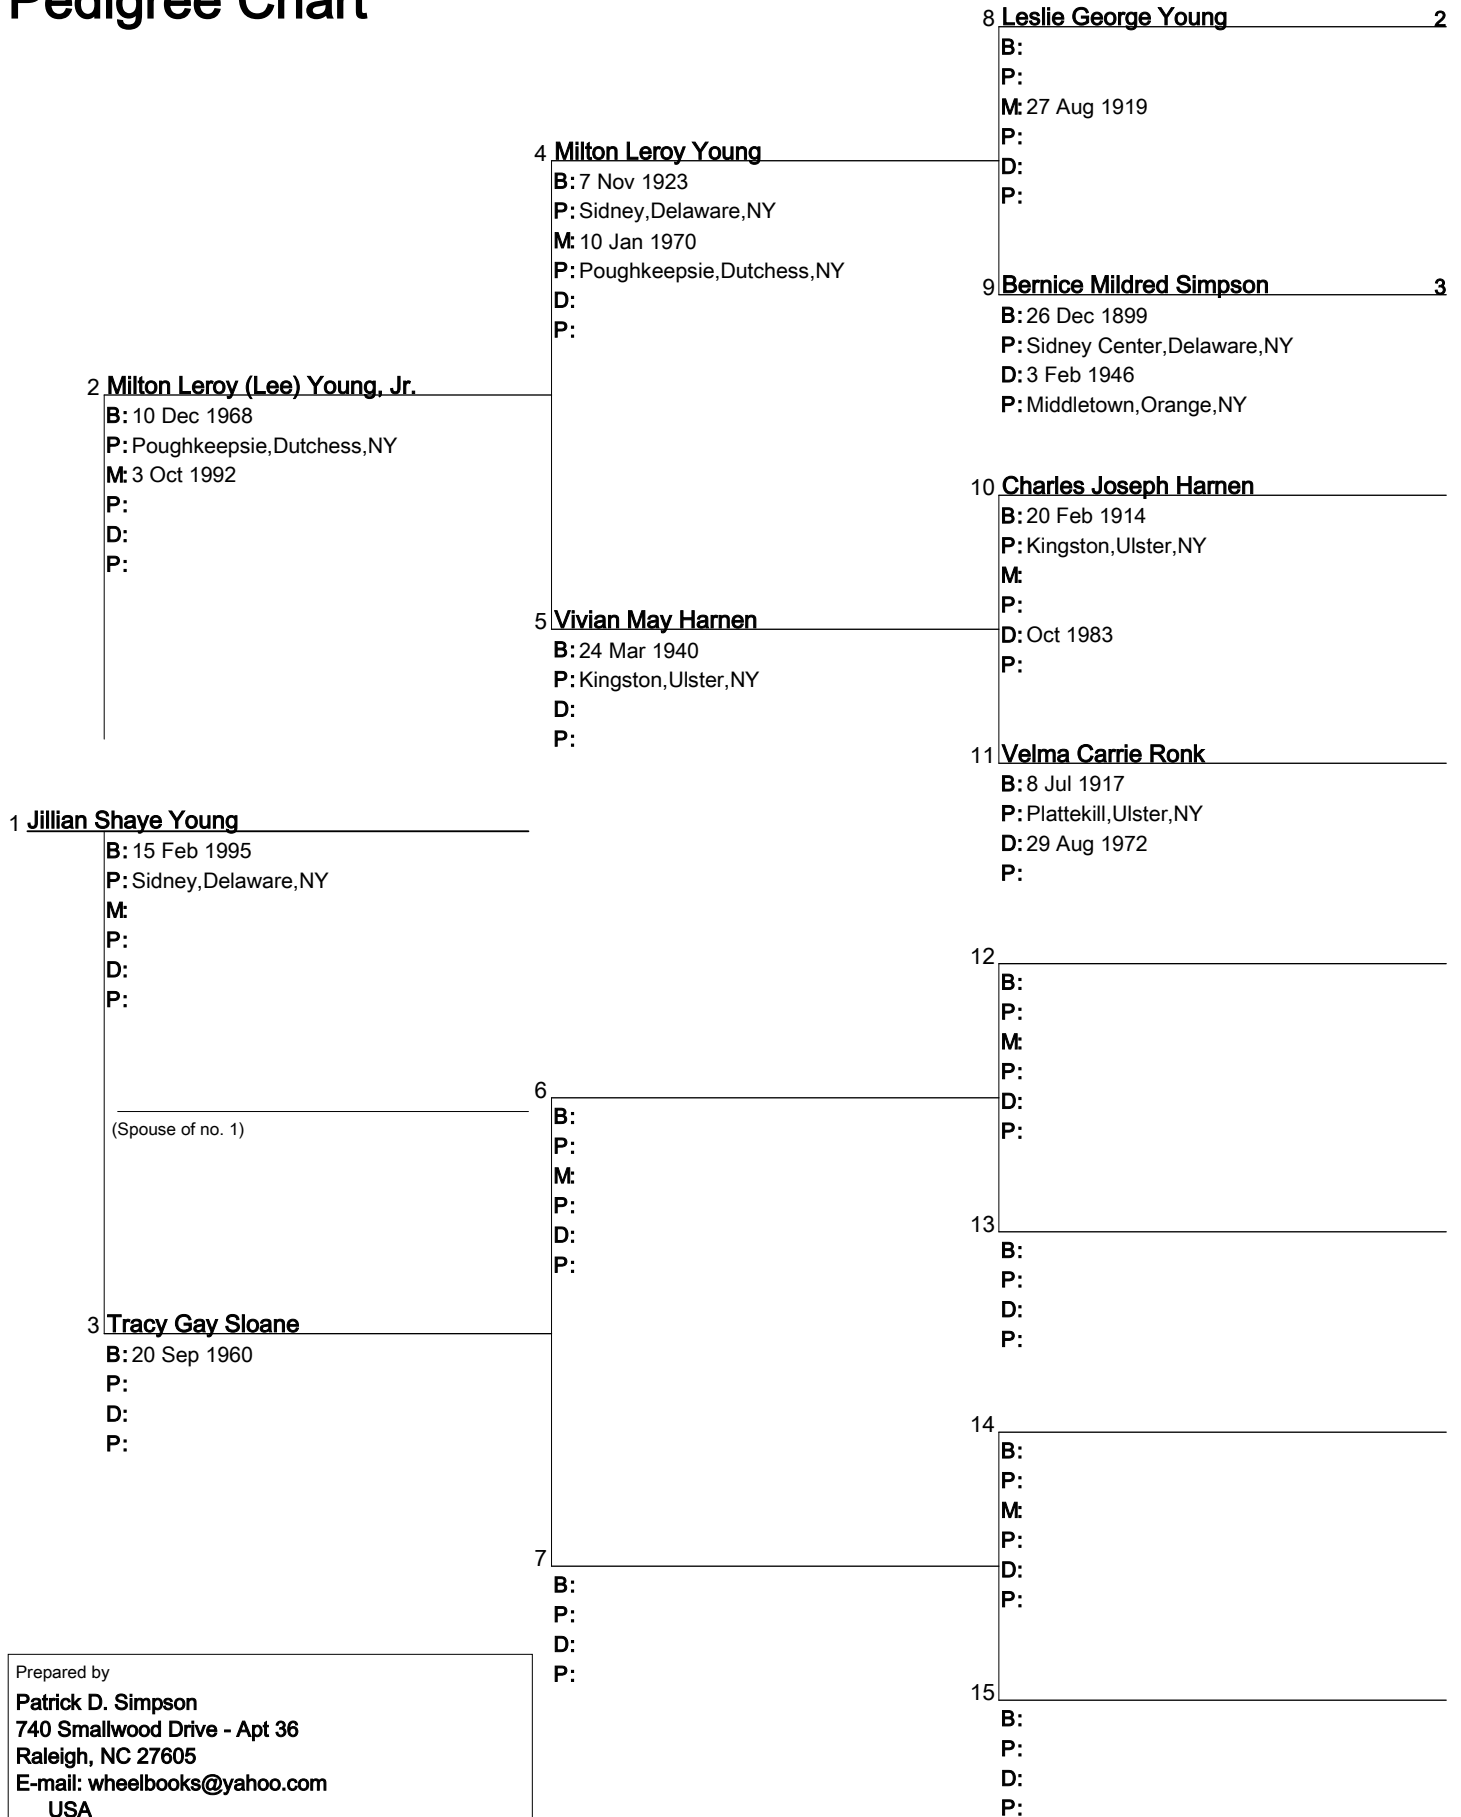 Pedigree Chart
8 Leslie George Young 2
B:
P:
M: 27 Aug 1919
P:
D:
P:
4 Milton Leroy Young
B: 7 Nov 1923
P: Sidney,Delaware,NY
M: 10 Jan 1970
P: Poughkeepsie,Dutchess,NY
D:
P:
9 Bernice Mildred Simpson 3
B: 26 Dec 1899
P: Sidney Center,Delaware,NY
D: 3 Feb 1946
P: Middletown,Orange,NY
2 Milton Leroy (Lee) Young, Jr.
B: 10 Dec 1968
P: Poughkeepsie,Dutchess,NY
M: 3 Oct 1992
P:
D:
P:
10 Charles Joseph Harnen
B: 20 Feb 1914
P: Kingston,Ulster,NY
M:
P:
D: Oct 1983
P:
5 Vivian May Harnen
B: 24 Mar 1940
P: Kingston,Ulster,NY
D:
P:
11 Velma Carrie Ronk
B: 8 Jul 1917
P: Plattekill,Ulster,NY
D: 29 Aug 1972
P:
1 Jillian Shaye Young
B: 15 Feb 1995
P: Sidney,Delaware,NY
M:
P:
D:
P:
(Spouse of no. 1)
12
B:
P:
M:
P:
D:
P:
6
B:
P:
M:
P:
D:
P:
13
B:
P:
D:
P:
3 Tracy Gay Sloane
B: 20 Sep 1960
P:
D:
P:
14
B:
P:
M:
P:
D:
P:
7
B:
P:
D:
P:
15
B:
P:
D:
P:
Prepared by
Patrick D. Simpson
740 Smallwood Drive - Apt 36
Raleigh, NC 27605
E-mail: wheelbooks@yahoo.com
USA